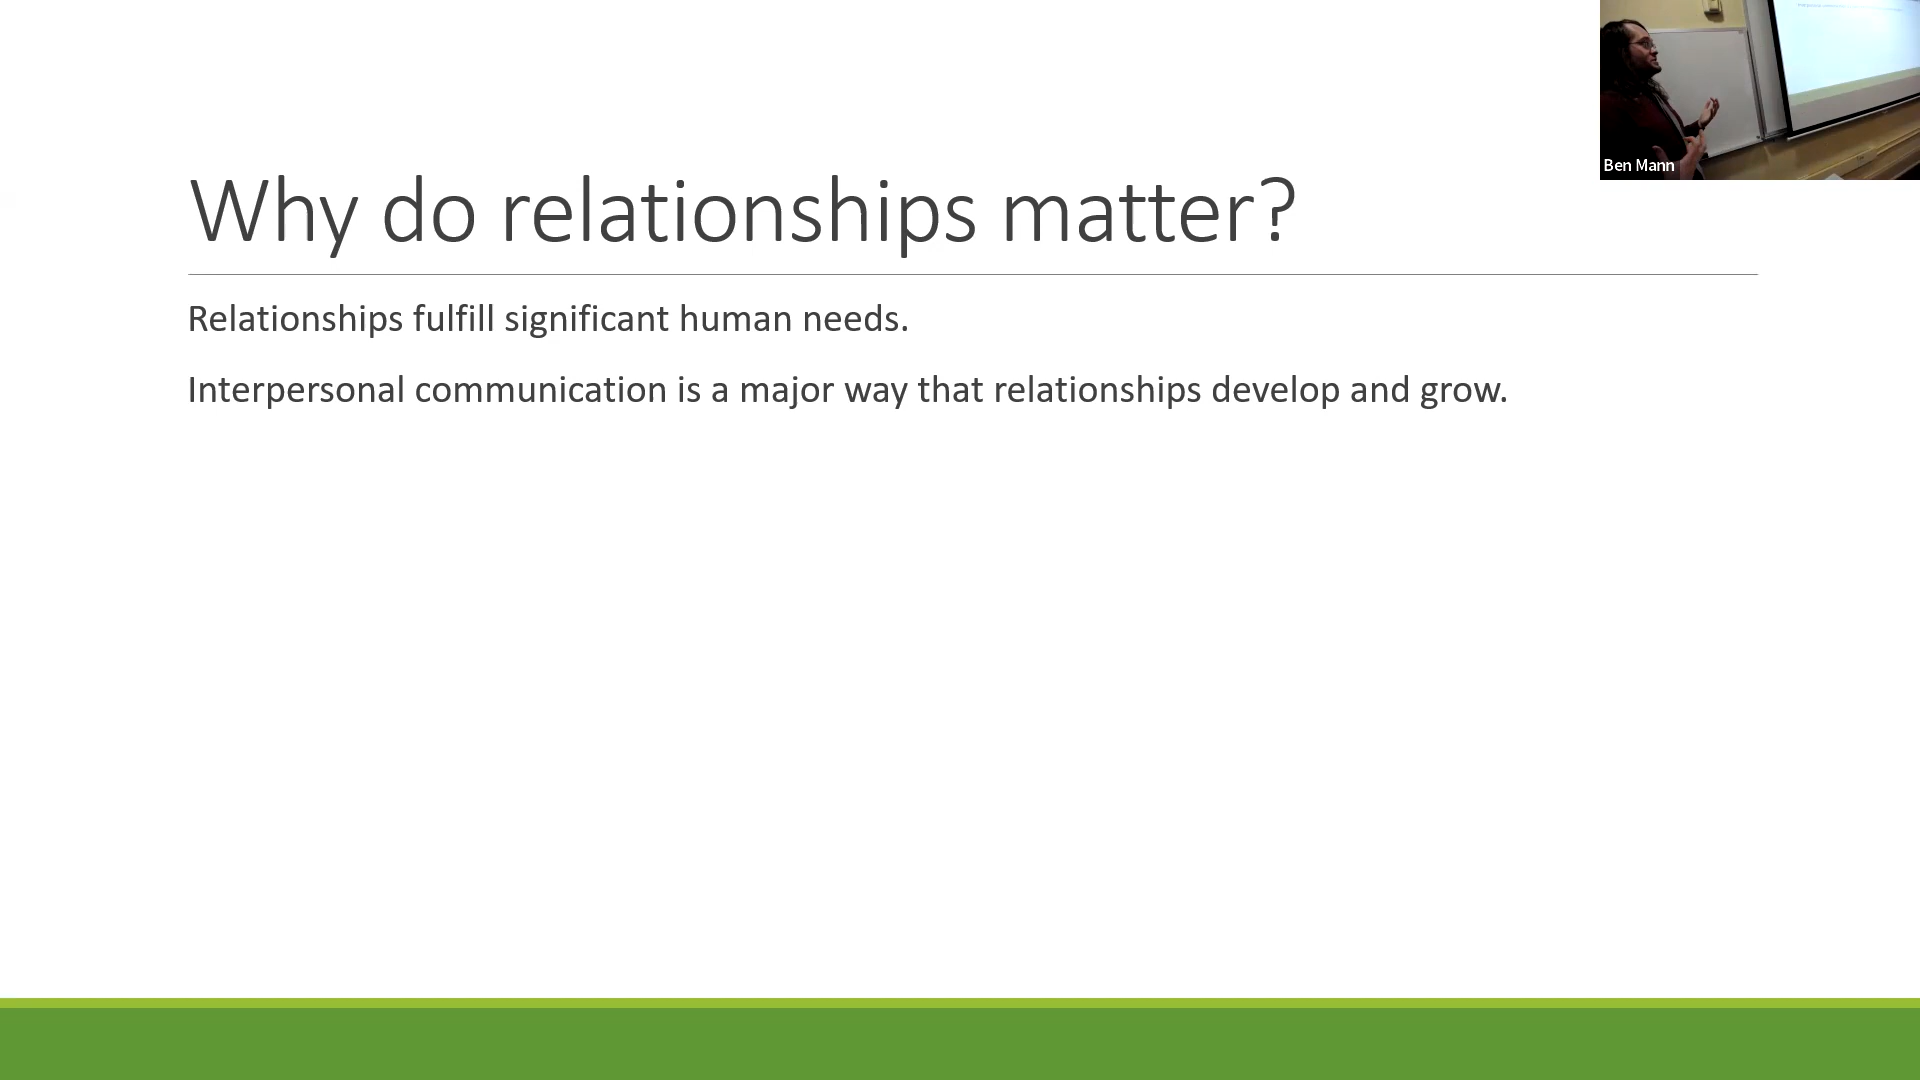 Why do relationships matter?
Relationships fulfill significant human needs.
Interpersonal communication is a major way that relationships develop and grow.
Ben Mann